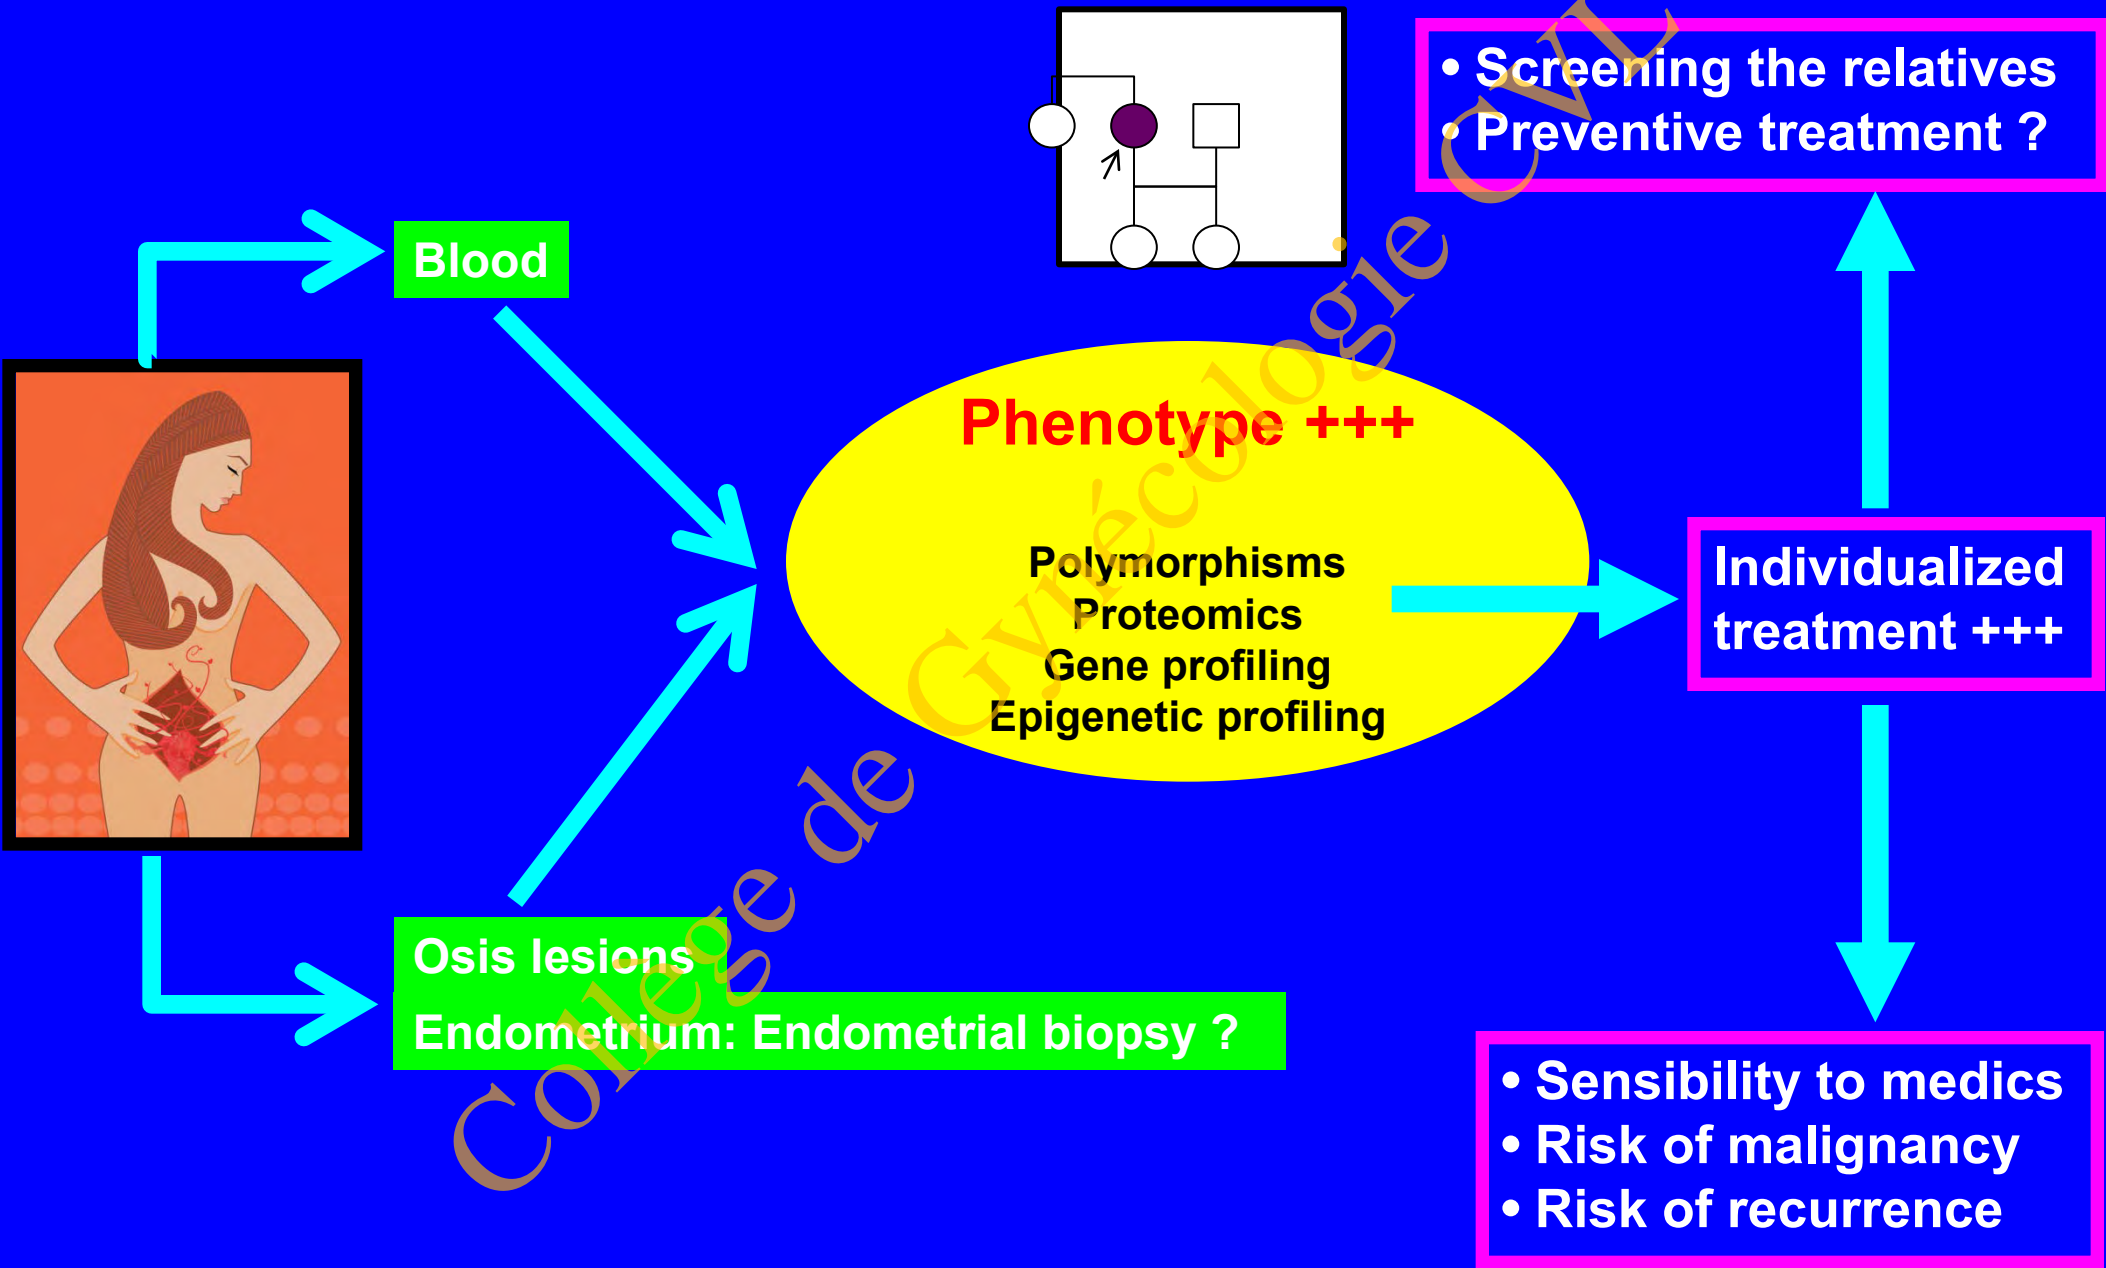 • Screening the relatives
• Preventive treatment ?
Blood
Phenotype +++
Polymorphisms
Proteomics
Gene profiling
Epigenetic profiling
Individualized
treatment +++
Osis lesions
Endometrium: Endometrial biopsy ?
• Sensibility to medics
• Risk of malignancy
• Risk of recurrence
Collège de Gynécologie CVL